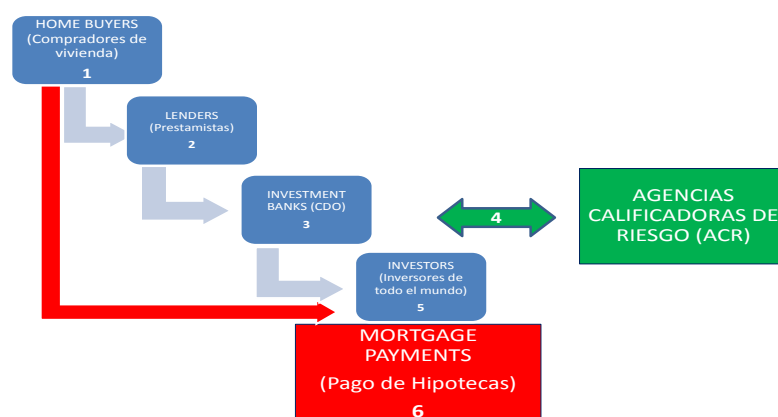 HOME BUYERS
(Compradores de
vivienda)
1
LENDERS
(Prestamistas)
2
INVESTMENT
BANKS (CDO)
3
4
AGENCIAS
CALIFICADORAS DE
RIESGO (ACR)
INVESTORS
(Inversores de
todo el mundo)
5
MORTGAGE
PAYMENTS
(Pago de Hipotecas)
6